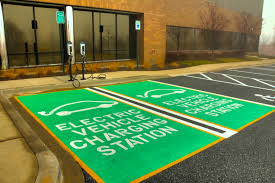 ELECTRIC
VEHICLE
CHARGING
STATION
ELECTRIC
VEHICLE
CHARGING
STATION